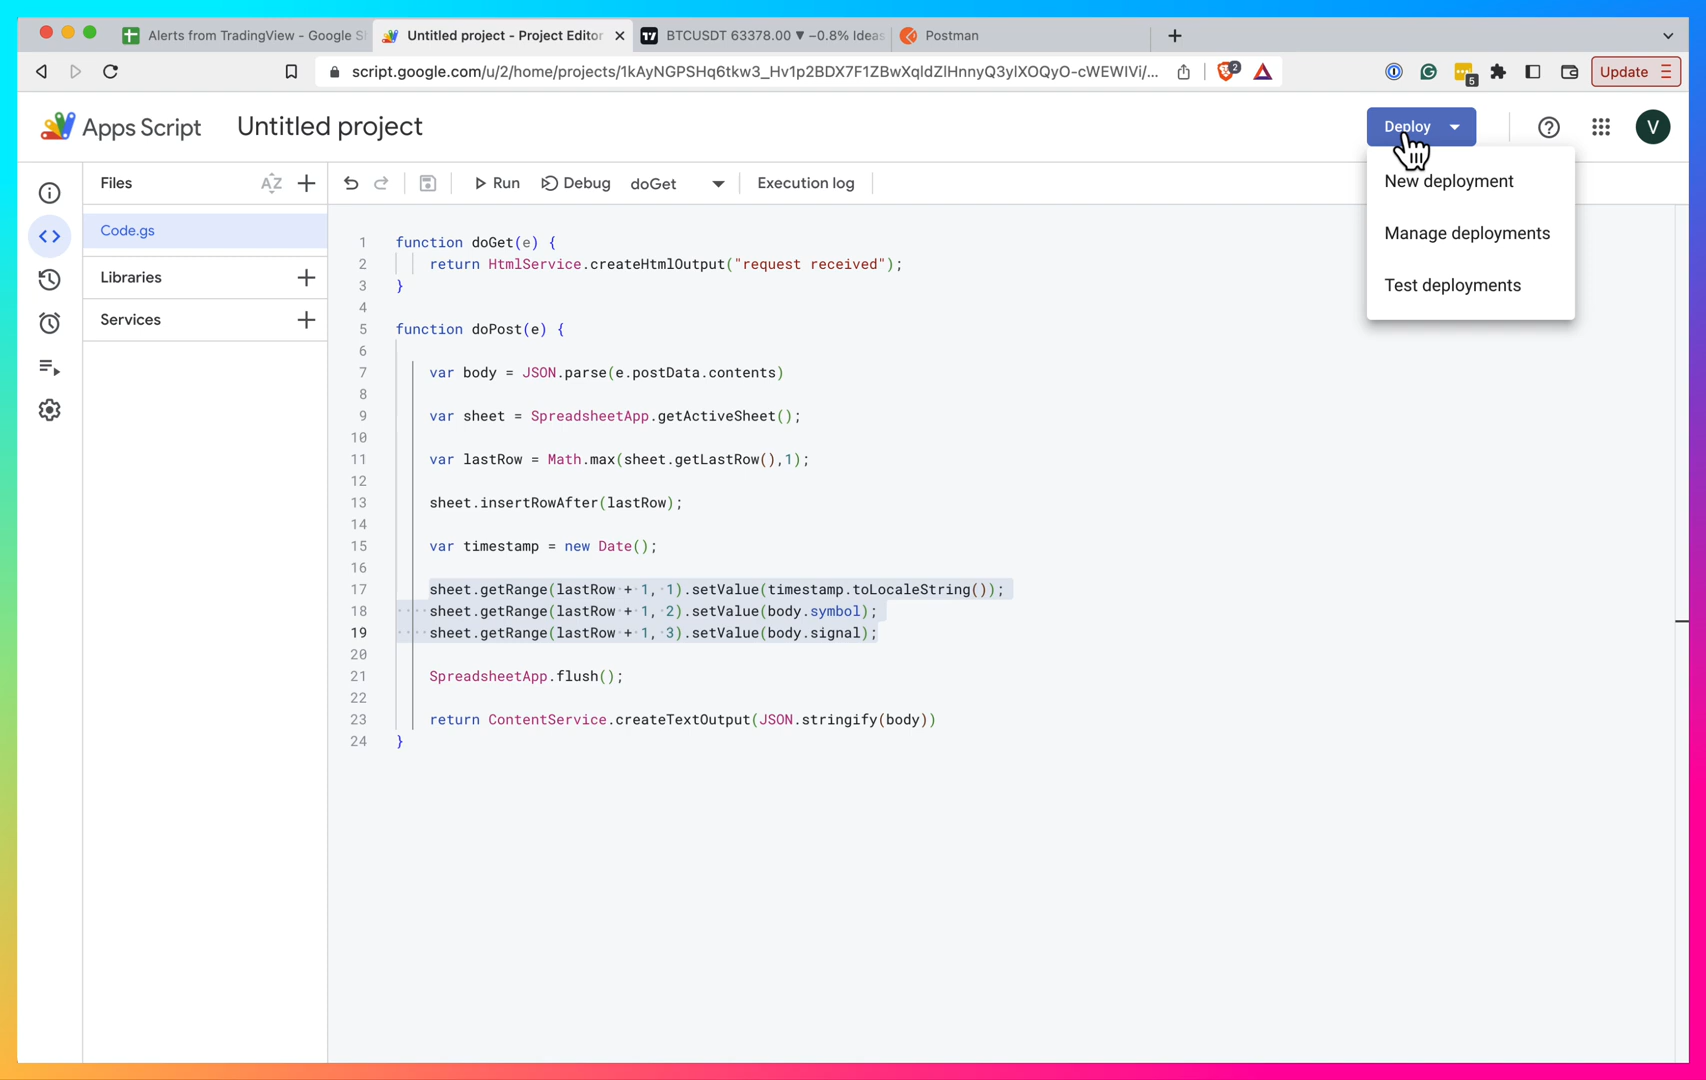 Alerts from TradingView - Google S
Untitled project - Project Editor
BTCUSDT 63378.00 ▼ −0.8% Ideas
Postman
script.google.com/u/2/home/projects/1kAyNGPSHq6tkw3_Hv1p2BDX7F1ZBwXqldZlHnnyQ3ylXOQyO-cWEWIVi/...
2
5
Update
Apps Script
Untitled project
Deploy
V
Files
AZ
Run
Debug
doGet
Execution log
New deployment
Manage deployments
Test deployments
Code.gs
Libraries
Services
1 function doGet(e) {
2 return HtmlService.createHtmlOutput("request received");
3 }
4
5 function doPost(e) {
6
7 var body = JSON.parse(e.postData.contents)
8
9 var sheet = SpreadsheetApp.getActiveSheet();
10
11 var lastRow = Math.max(sheet.getLastRow(),1);
12
13 sheet.insertRowAfter(lastRow);
14
15 var timestamp = new Date();
16
17 sheet.getRange(lastRow + 1, 1).setValue(timestamp.toLocaleString());
18 sheet.getRange(lastRow + 1, 2).setValue(body.symbol);
19 sheet.getRange(lastRow + 1, 3).setValue(body.signal);
20
21 SpreadsheetApp.flush();
22
23 return ContentService.createTextOutput(JSON.stringify(body))
24 }